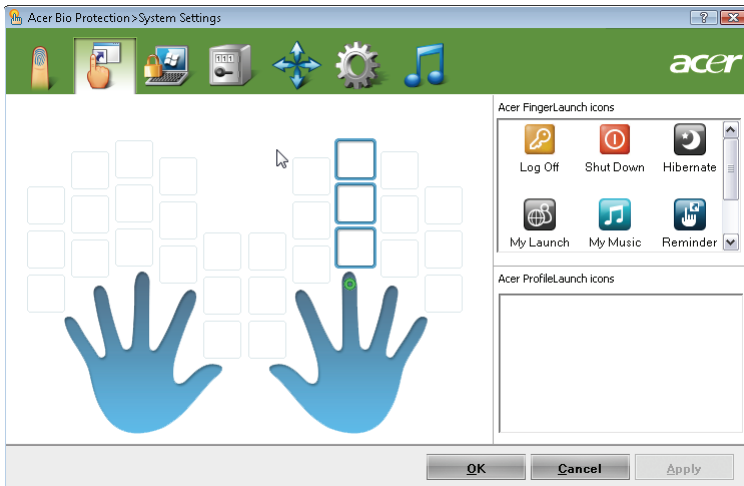 Acer Bio Protection>System Settings
acer
Acer FingerLaunch icons
Log Off Shut Down Hibernate
My Launch My Music Reminder
Acer ProfileLaunch icons
OK Cancel Apply